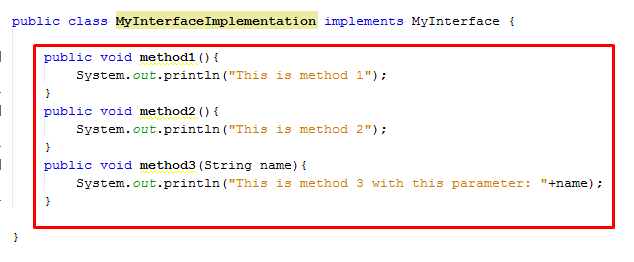 public class MyInterfaceImplementation implements MyInterface {
public void method1(){
System.out.println("This is method 1");
}
public void method2(){
System.out.println("This is method 2");
}
public void method3(String name){
System.out.println("This is method 3 with this parameter: "+name);
}
}